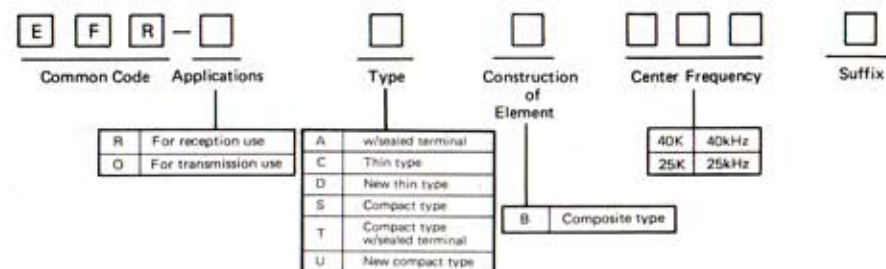 E F R –
Common Code Applications Type Construction of Element Center Frequency Suffix
R For reception use
O For transmission use
A w/sealed terminal
C Thin type
D New thin type
S Compact type
T Compact type w/sealed terminal
U New compact type
B Composite type
40K 40kHz
25K 25kHz